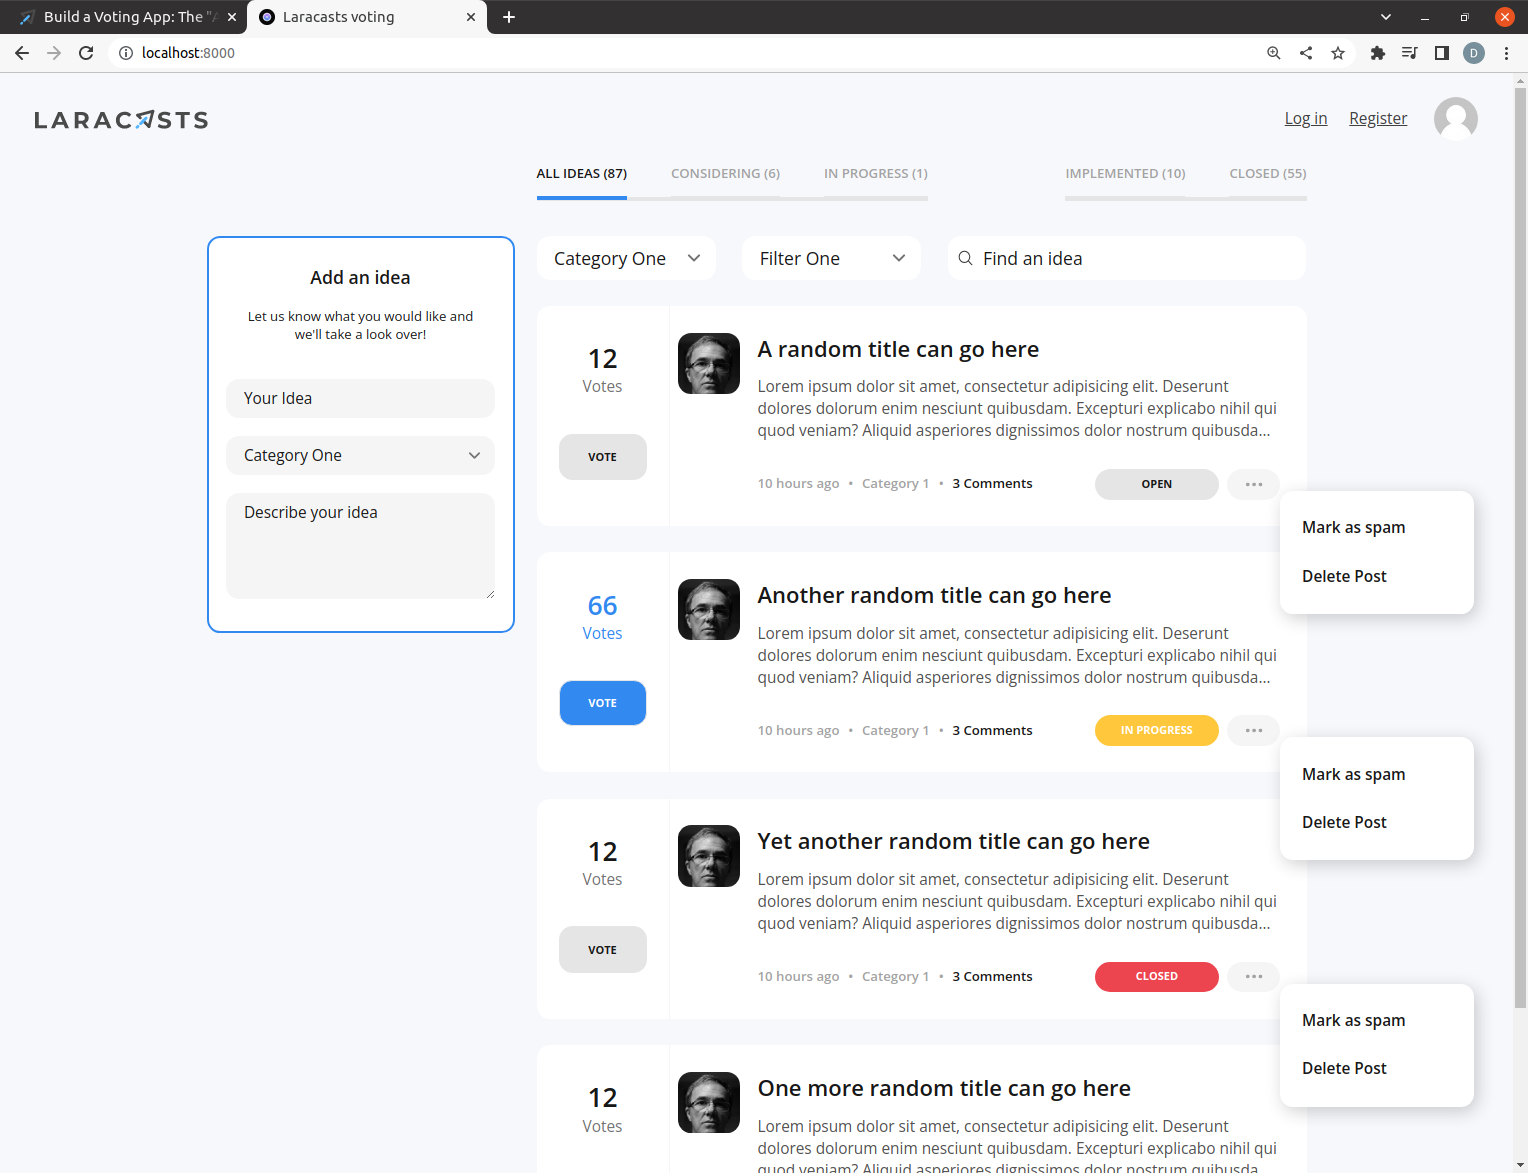 Build a Voting App: The "A
Laracasts voting
localhost:8000
D
LARACASTS
Log in
Register
ALL IDEAS (87)
CONSIDERING (6)
IN PROGRESS (1)
IMPLEMENTED (10)
CLOSED (55)
Add an idea
Let us know what you would like and
we'll take a look over!
Your Idea
Category One
Describe your idea
Category One
Filter One
Find an idea
12
Votes
VOTE
A random title can go here
Lorem ipsum dolor sit amet, consectetur adipisicing elit. Deserunt
dolores dolorum enim nesciunt quibusdam. Excepturi explicabo nihil qui
quod veniam? Aliquid asperiores dignissimos dolor nostrum quibusda...
10 hours ago • Category 1 • 3 Comments
OPEN
Mark as spam
Delete Post
66
Votes
VOTE
Another random title can go here
Lorem ipsum dolor sit amet, consectetur adipisicing elit. Deserunt
dolores dolorum enim nesciunt quibusdam. Excepturi explicabo nihil qui
quod veniam? Aliquid asperiores dignissimos dolor nostrum quibusda...
10 hours ago • Category 1 • 3 Comments
IN PROGRESS
Mark as spam
Delete Post
12
Votes
VOTE
Yet another random title can go here
Lorem ipsum dolor sit amet, consectetur adipisicing elit. Deserunt
dolores dolorum enim nesciunt quibusdam. Excepturi explicabo nihil qui
quod veniam? Aliquid asperiores dignissimos dolor nostrum quibusda...
10 hours ago • Category 1 • 3 Comments
CLOSED
Mark as spam
Delete Post
12
Votes
One more random title can go here
Lorem ipsum dolor sit amet, consectetur adipisicing elit. Deserunt
dolores dolorum enim nesciunt quibusdam. Excepturi explicabo nihil qui
quod veniam? Aliquid asperiores dignissimos dolor nostrum quibusda...